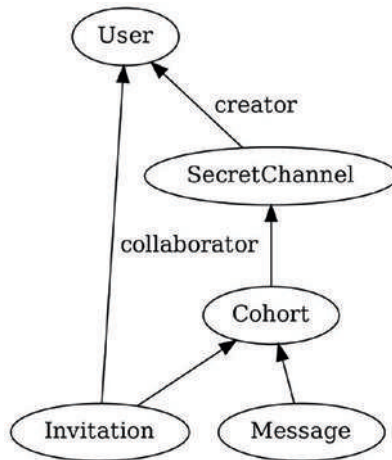 User
creator
SecretChannel
collaborator
Cohort
Invitation
Message